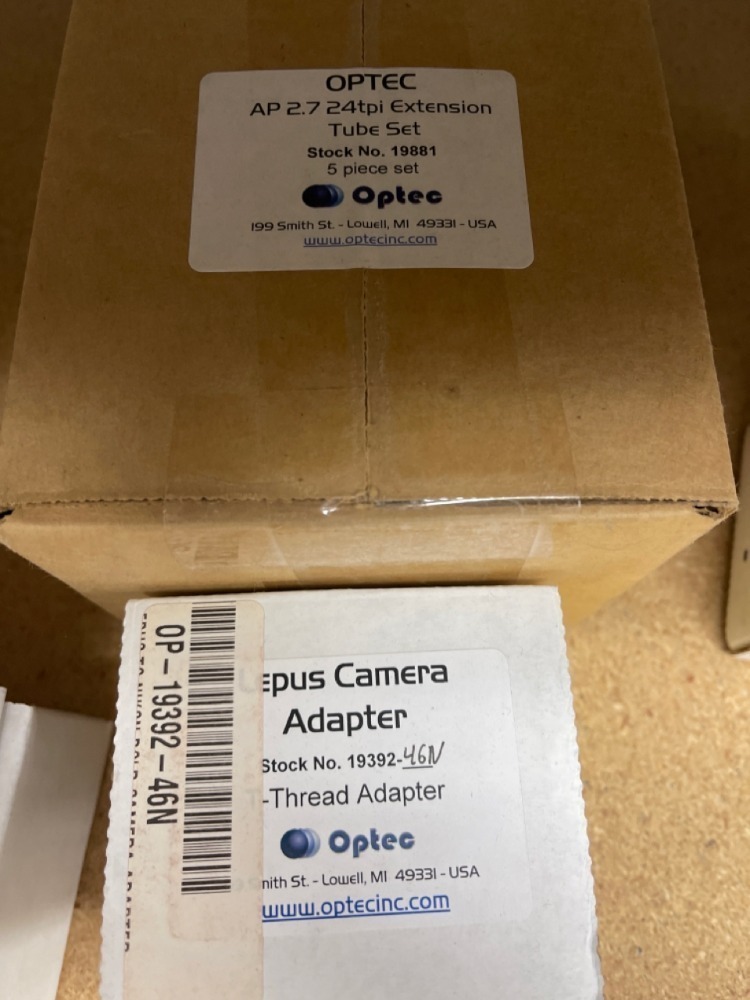 OPTEC
AP 2.7 24tpi Extension
Tube Set
Stock No. 19881
5 piece set
Optec
199 Smith St. - Lowell, MI 49331 - USA
www.optecinc.com
OP-19392-46N
CAMERA ADAPTER
epus Camera
Adapter
Stock No. 19392-46N
-Thread Adapter
Optec
mith St. - Lowell, MI 49331 - USA
www.optecinc.com